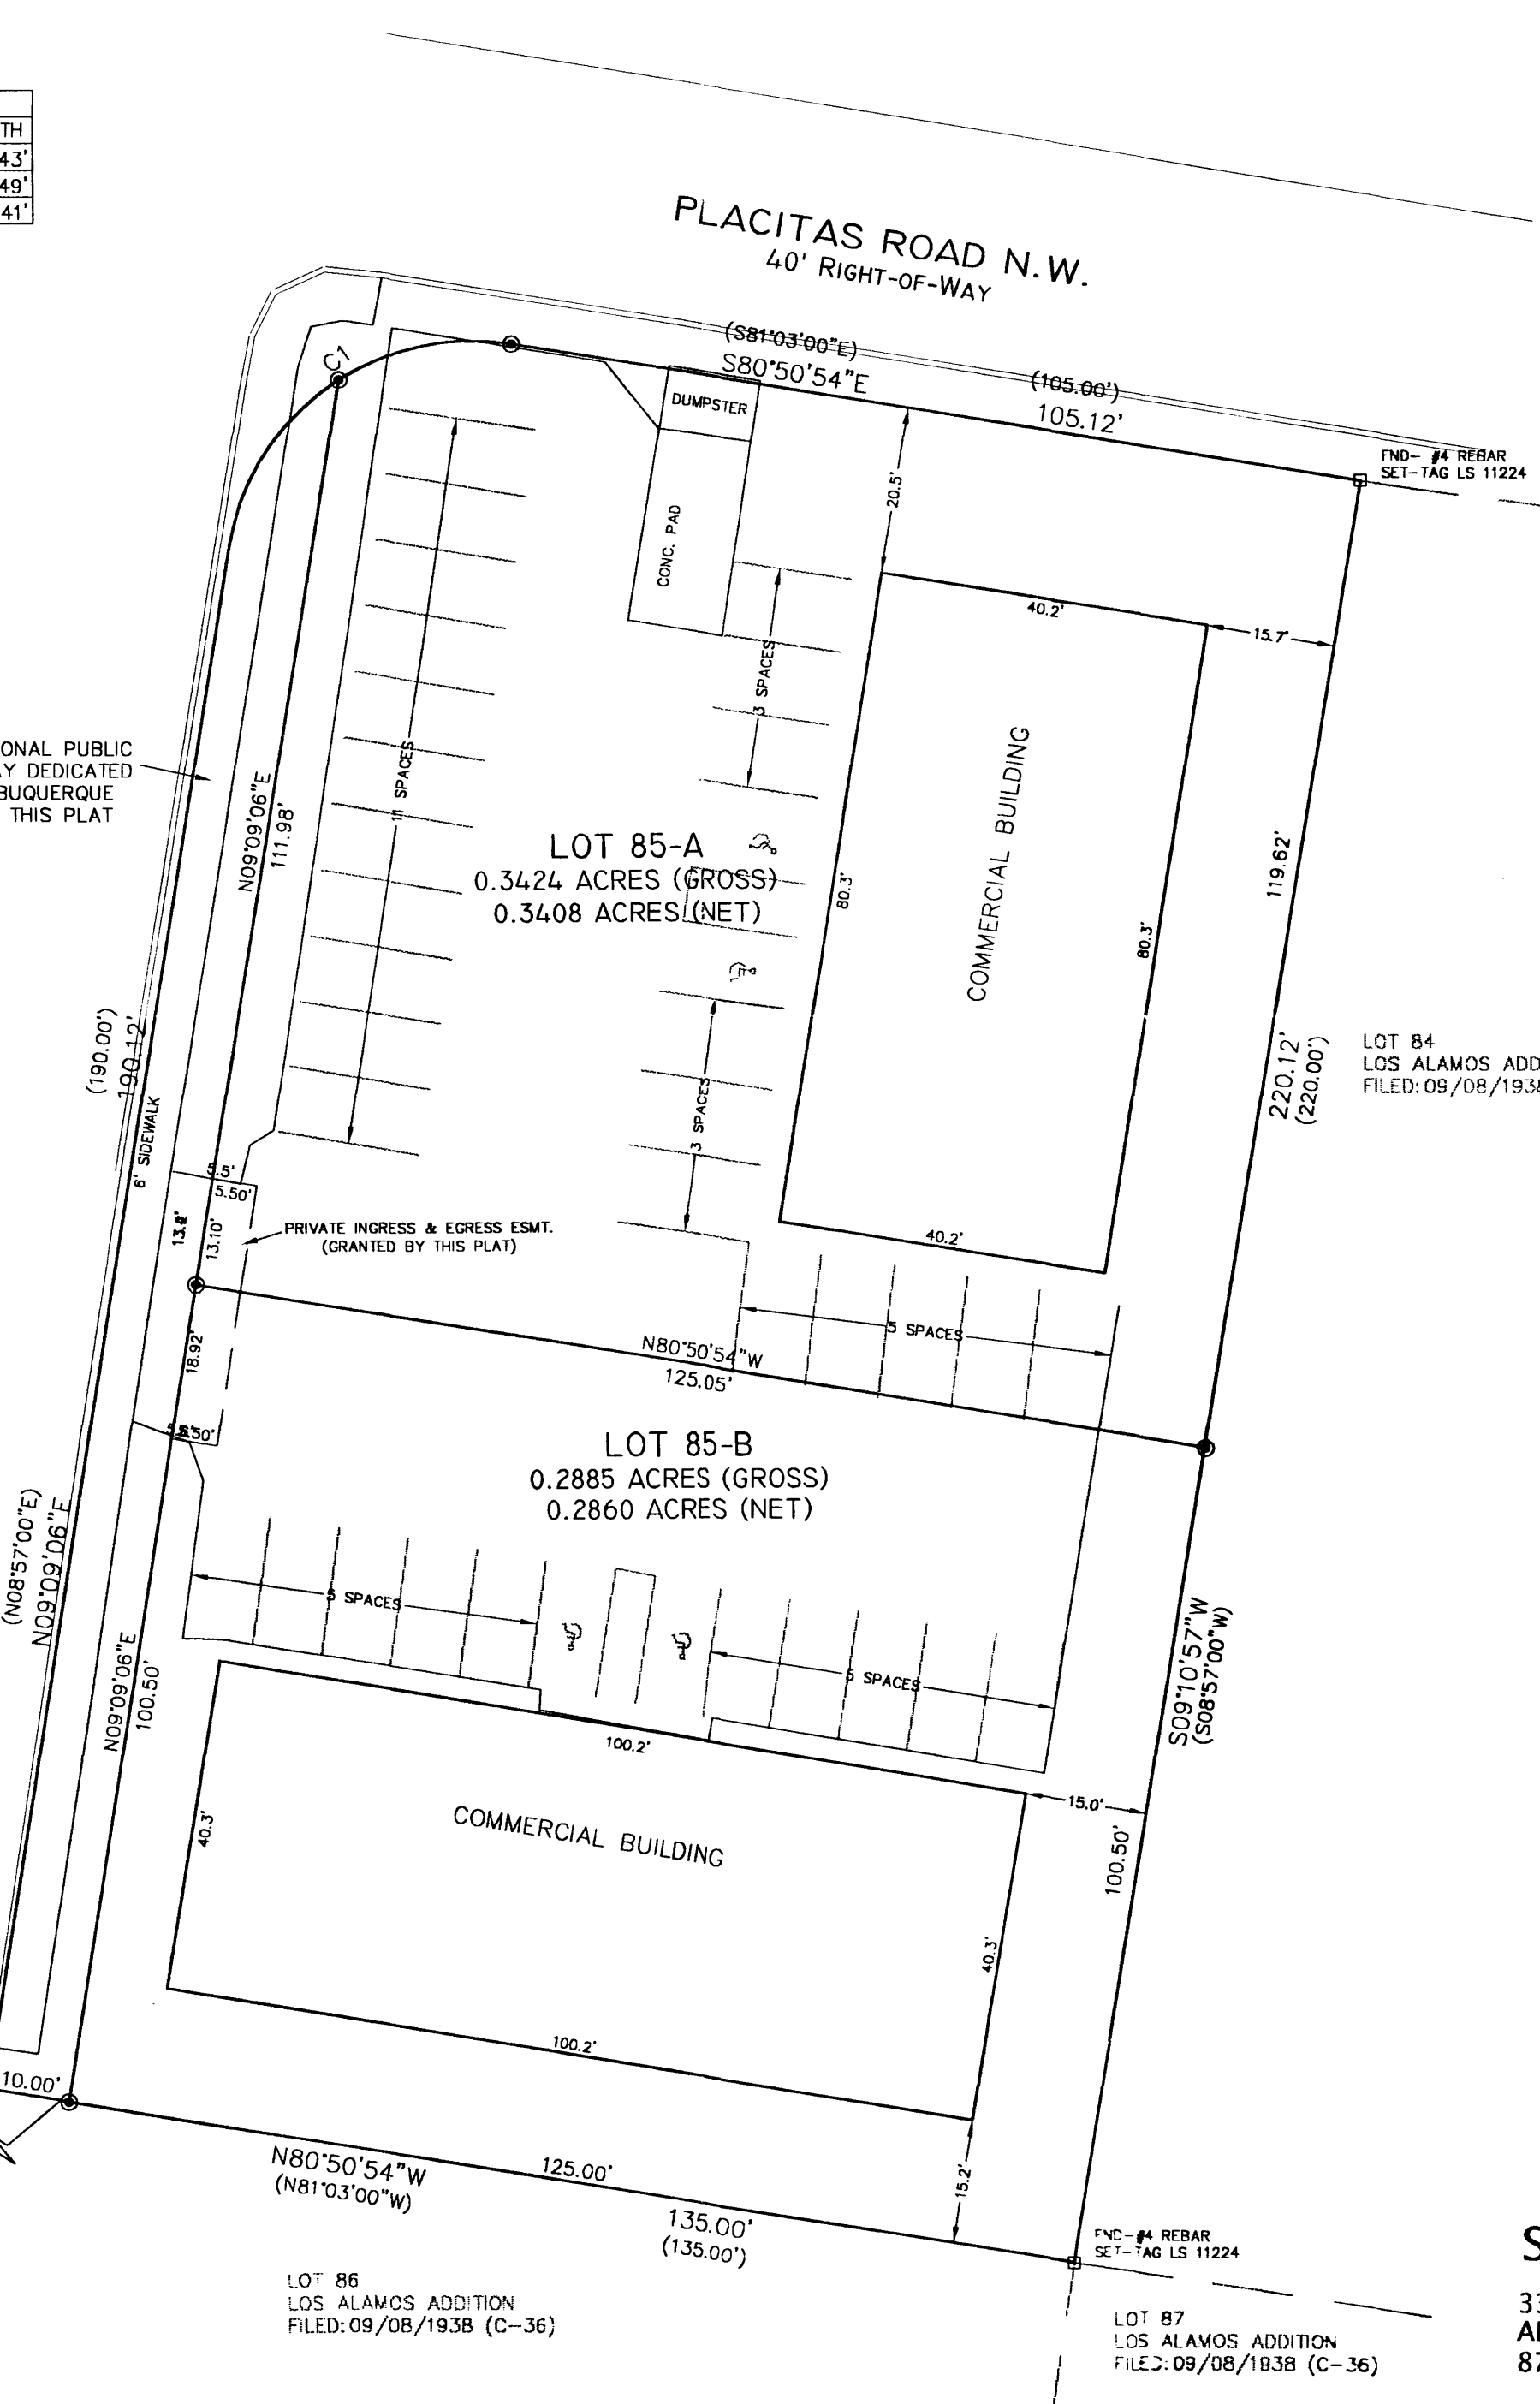 TH
43'
49'
41'
PLACITAS ROAD N.W.
40' RIGHT-OF-WAY
(S81°03'00"E)
S80°50'54"E
(105.00')
105.12'
C1
DUMPSTER
CONC. PAD
20.5'
FND- #4 REBAR
SET-TAG LS 11224
40.2'
15.7'
3 SPACES
11 SPACES
ONAL PUBLIC
Y DEDICATED
BUQUERQUE
THIS PLAT
N09°09'06"E
111.98'
COMMERCIAL BUILDING
80.3'
80.3'
119.62'
LOT 85-A
0.3424 ACRES (GROSS)
0.3408 ACRES (NET)
(190.00')
190.12'
6' SIDEWALK
220.12'
(220.00')
LOT 84
LOS ALAMOS ADD
FILED: 09/08/1938
3 SPACES
5.5'
5.50'
13.10'
PRIVATE INGRESS & EGRESS ESMT.
(GRANTED BY THIS PLAT)
40.2'
18.92'
5 SPACES
N80°50'54"W
125.05'
LOT 85-B
0.2885 ACRES (GROSS)
0.2860 ACRES (NET)
(N08°57'00"E)
N09°09'06"E
5 SPACES
5 SPACES
S09°10'57"W
(S08°57'00"W)
N09°09'06"E
100.50'
100.2'
15.0'
COMMERCIAL BUILDING
40.3'
100.50'
40.3'
100.2'
10.00'
N80°50'54"W
(N81°03'00"W)
125.00'
15.2'
135.00'
(135.00')
FND-#4 REBAR
SET-TAG LS 11224
LOT 86
LOS ALAMOS ADDITION
FILED: 09/08/1938 (C-36)
LOT 87
LOS ALAMOS ADDITION
FILED: 09/08/1938 (C-36)
S
33
Al
87